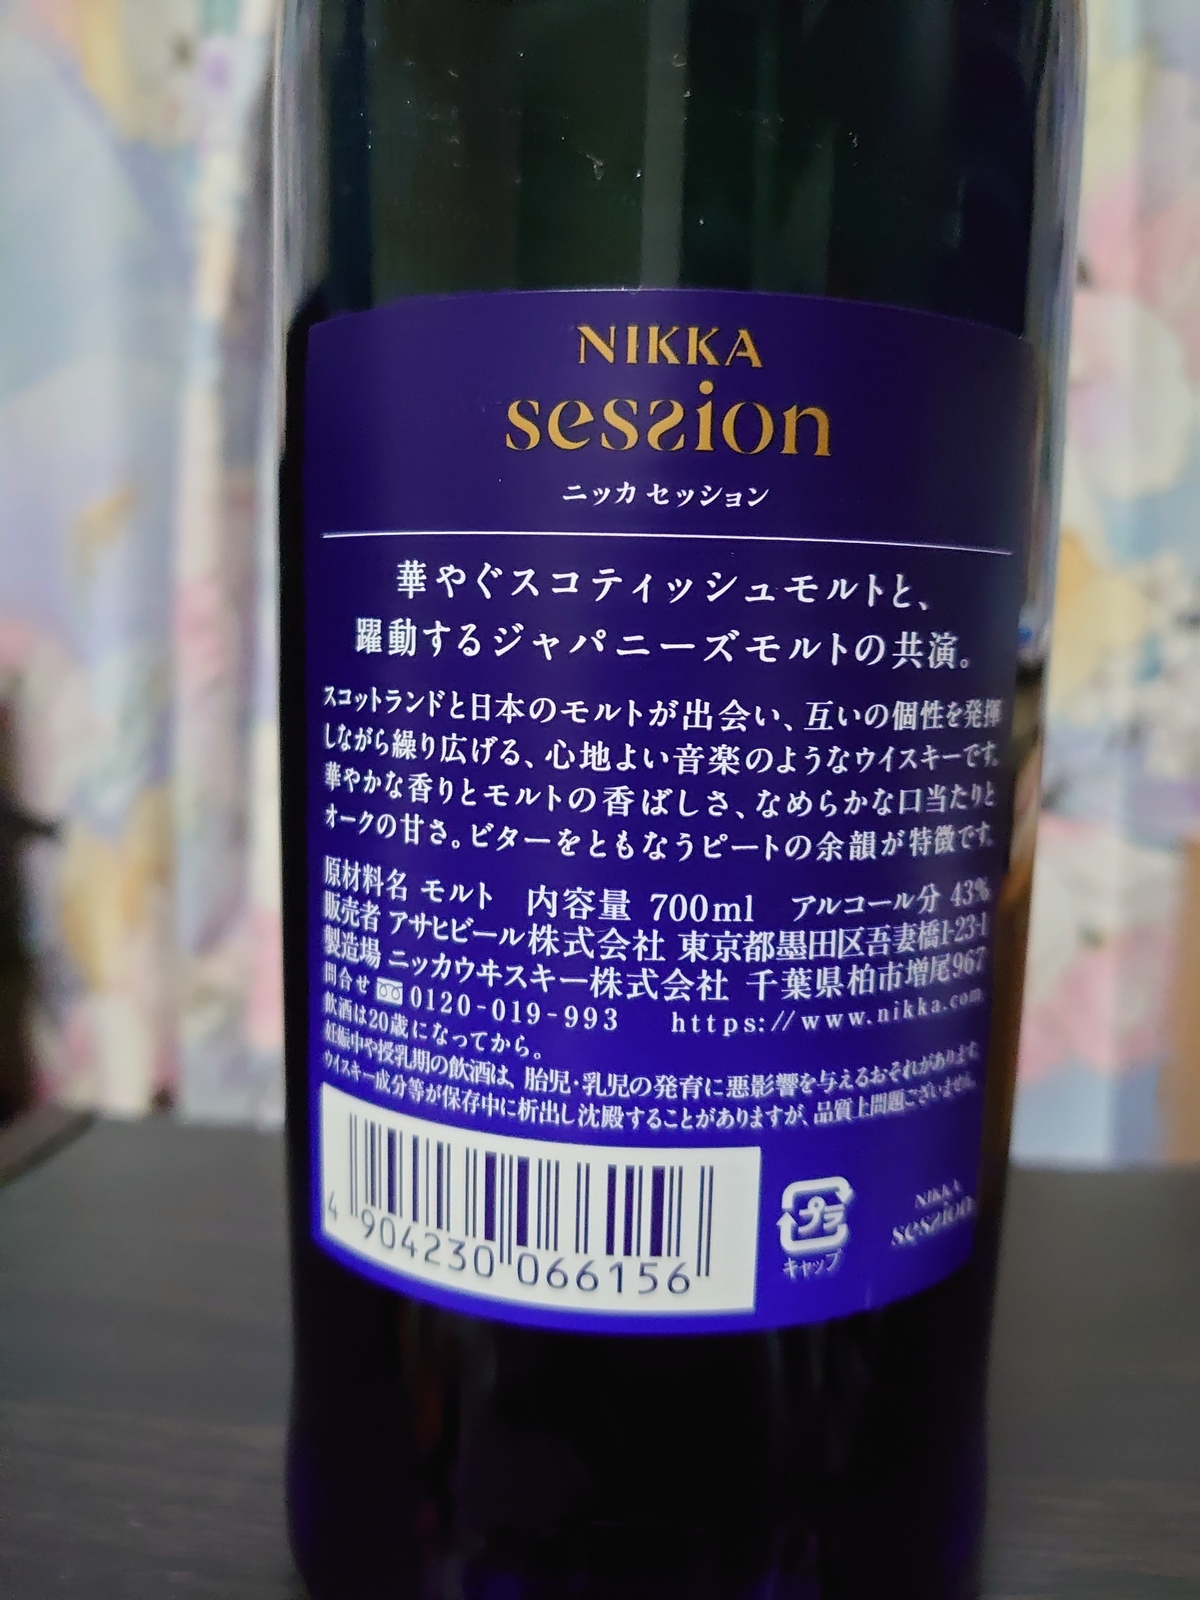 NIKKA
session
ニッカ セッション
華やぐスコティッシュモルトと、
躍動するジャパニーズモルトの共演。
スコットランドと日本のモルトが出会い、互いの個性を発揮
しながら繰り広げる、心地よい音楽のようなウイスキーです。
華やかな香りとモルトの香ばしさ、なめらかな口当たりと
オークの甘さ。ビターをともなうピートの余韻が特徴です。
原材料名 モルト 内容量 700ml アルコール分 43%
販売者 アサヒビール株式会社 東京都墨田区吾妻橋1-23-1
製造場 ニッカウヰスキー株式会社 千葉県柏市増尾967
問合せ 0120-019-993 https://www.nikka.com
飲酒は20歳になってから。
妊娠中や授乳期の飲酒は、胎児・乳児の発育に悪影響を与えるおそれがあります。
ウイスキー成分等が保存中に析出し沈殿することがありますが、品質上問題ございません。
4 904230 066156
プラ
キャップ
NIKKA
session